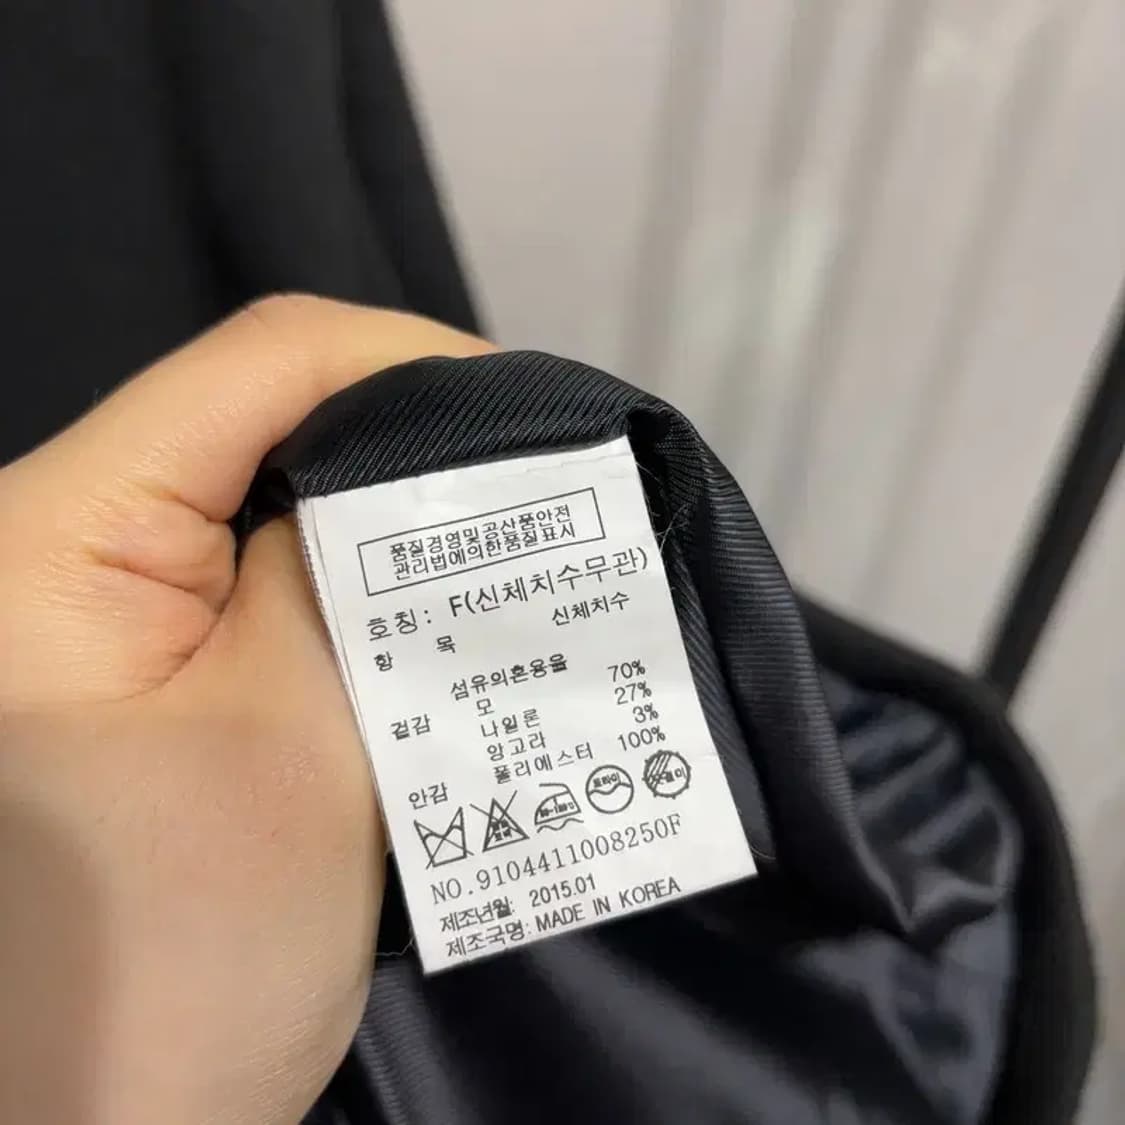 품질경영및공산품안전
관리법에의한품질표시
호칭: F(신체치수무관)
신체치수
항 목
섬유의혼용율
겉감 모 70%
나일론 27%
앙고라 3%
안감 폴리에스터 100%
드라이
NO.9104411008250F
제조년월: 2015.01
제조국명: MADE IN KOREA